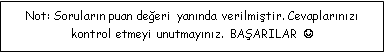 Not: Soruların puan değeri yanında verilmiştir. Cevaplarınızı
kontrol etmeyi unutmayınız. BAŞARILAR ☺